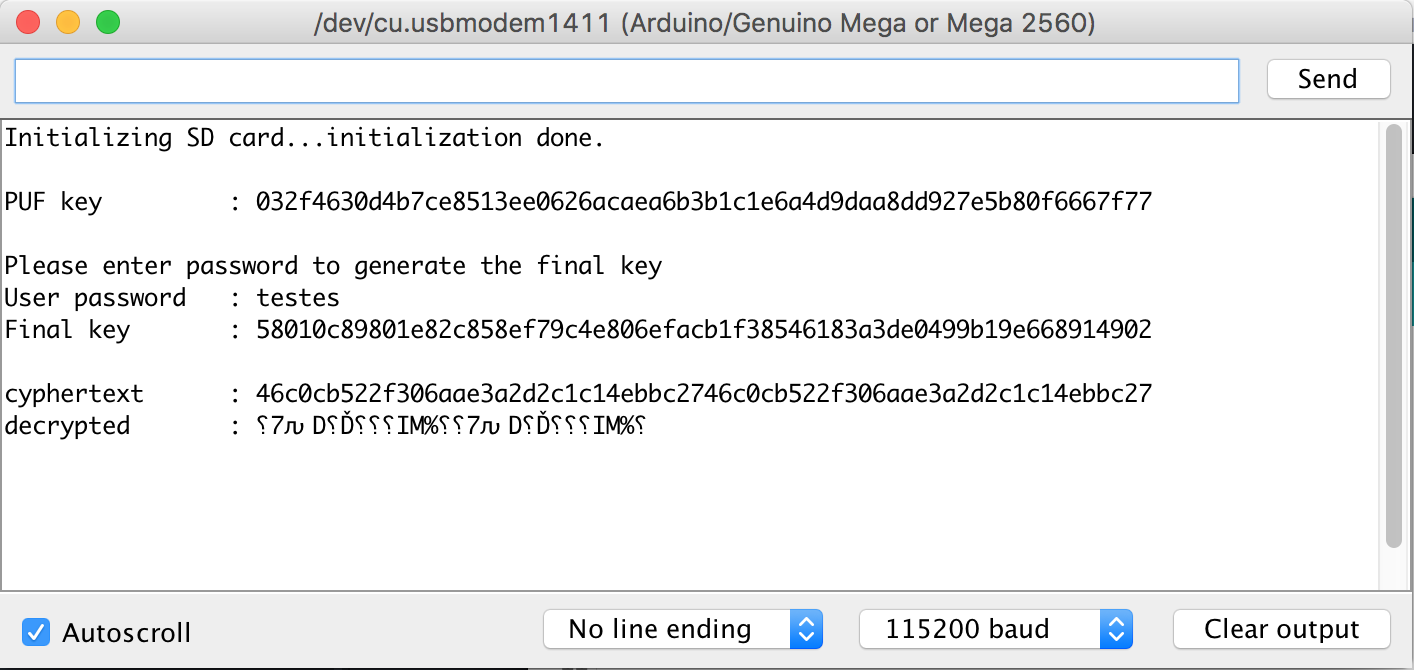 /dev/cu.usbmodem1411 (Arduino/Genuino Mega or Mega 2560)
Send
Initializing SD card...initialization done.
PUF key : 032f4630d4b7ce8513ee0626acaea6b3b1c1e6a4d9daa8dd927e5b80f6667f77
Please enter password to generate the final key
User password : testes
Final key : 58010c89801e82c858ef79c4e806efacb1f38546183a3de0499b19e668914902
cyphertext : 46c0cb522f306aae3a2d2c1c14ebbc2746c0cb522f306aae3a2d2c1c14ebbc27
decrypted : ⸮7ԉ D⸮Ď⸮⸮⸮IM%⸮⸮7ԉ D⸮Ď⸮⸮⸮IM%⸮
Autoscroll
No line ending
115200 baud
Clear output